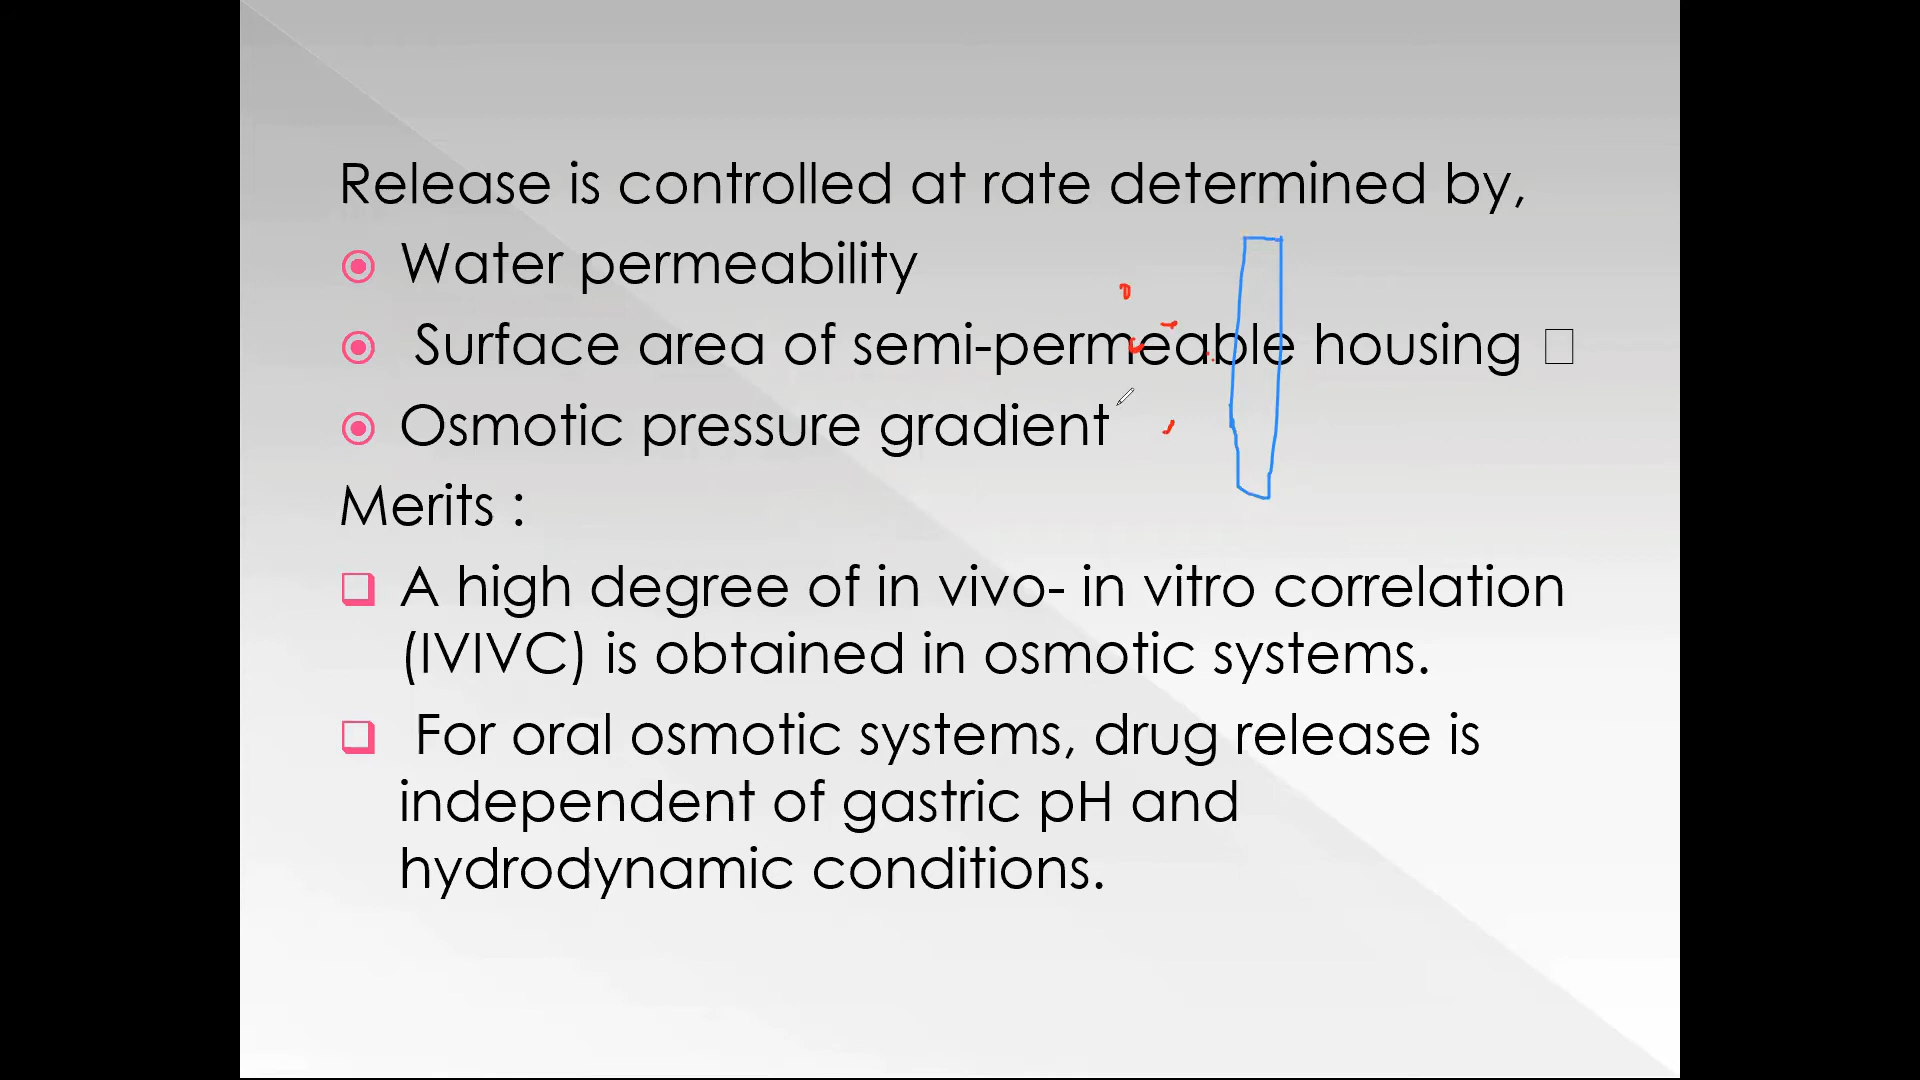 Release is controlled at rate determined by,
Water permeability
Surface area of semi-permeable housing
Osmotic pressure gradient
Merits :
A high degree of in vivo- in vitro correlation
(IVIVC) is obtained in osmotic systems.
For oral osmotic systems, drug release is
independent of gastric pH and
hydrodynamic conditions.